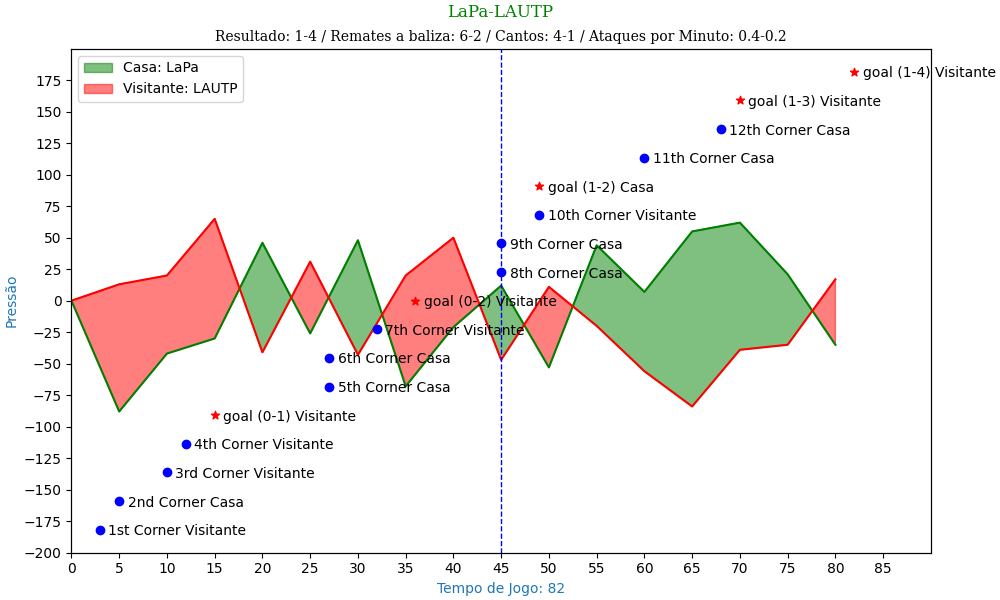 LaPa-LAUTP
Resultado: 1-4 / Remates a baliza: 6-2 / Cantos: 4-1 / Ataques por Minuto: 0.4-0.2
Casa: LaPa
Visitante: LAUTP
goal (1-4) Visitante
goal (1-3) Visitante
12th Corner Casa
11th Corner Casa
goal (1-2) Casa
10th Corner Visitante
9th Corner Casa
8th Corner Casa
goal (0-2) Visitante
7th Corner Visitante
6th Corner Casa
5th Corner Casa
goal (0-1) Visitante
4th Corner Visitante
3rd Corner Visitante
2nd Corner Casa
1st Corner Visitante
175
150
125
100
75
50
25
0
−25
−50
−75
−100
−125
−150
−175
−200
Pressão
0 5 10 15 20 25 30 35 40 45 50 55 60 65 70 75 80 85
Tempo de Jogo: 82